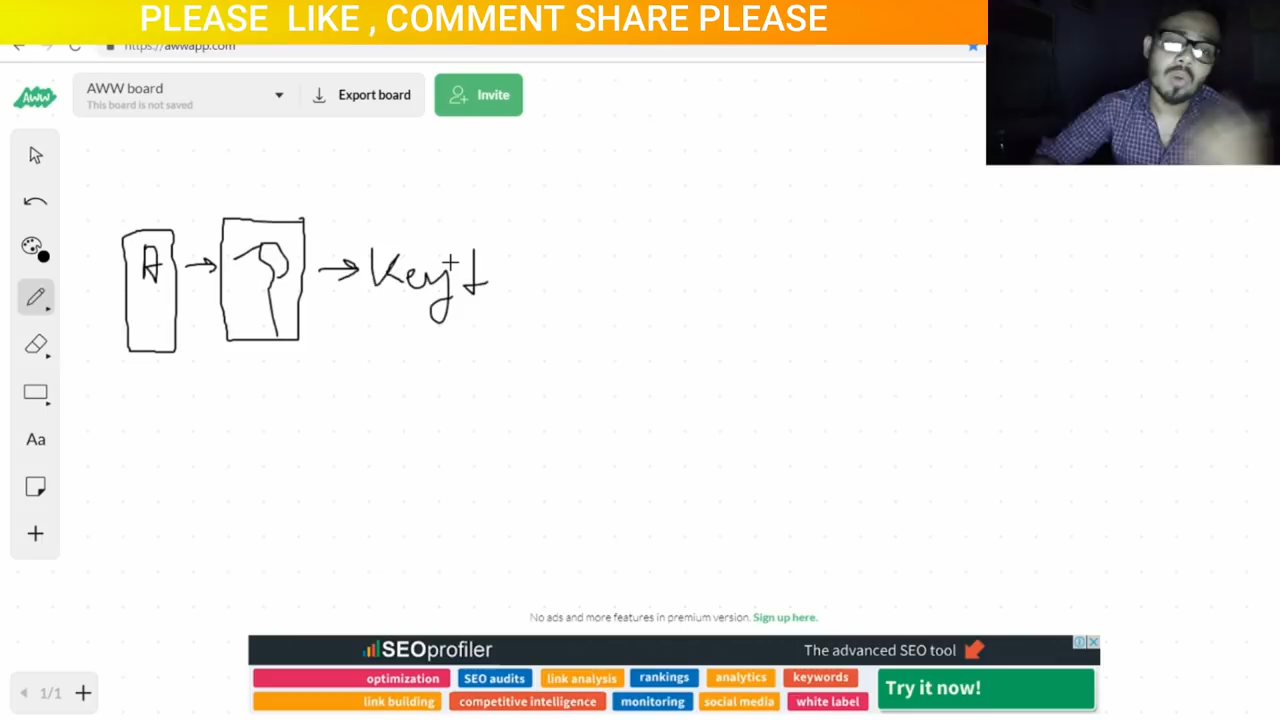 PLEASE LIKE , COMMENT SHARE PLEASE
https://awwapp.com
AWW
AWW board
This board is not saved
Export board
Invite
A
Key
Aa
No ads and more features in premium version. Sign up here.
SEOprofiler
The advanced SEO tool
optimization SEO audits link analysis rankings analytics keywords
link building competitive intelligence monitoring social media white label
Try it now!
1/1